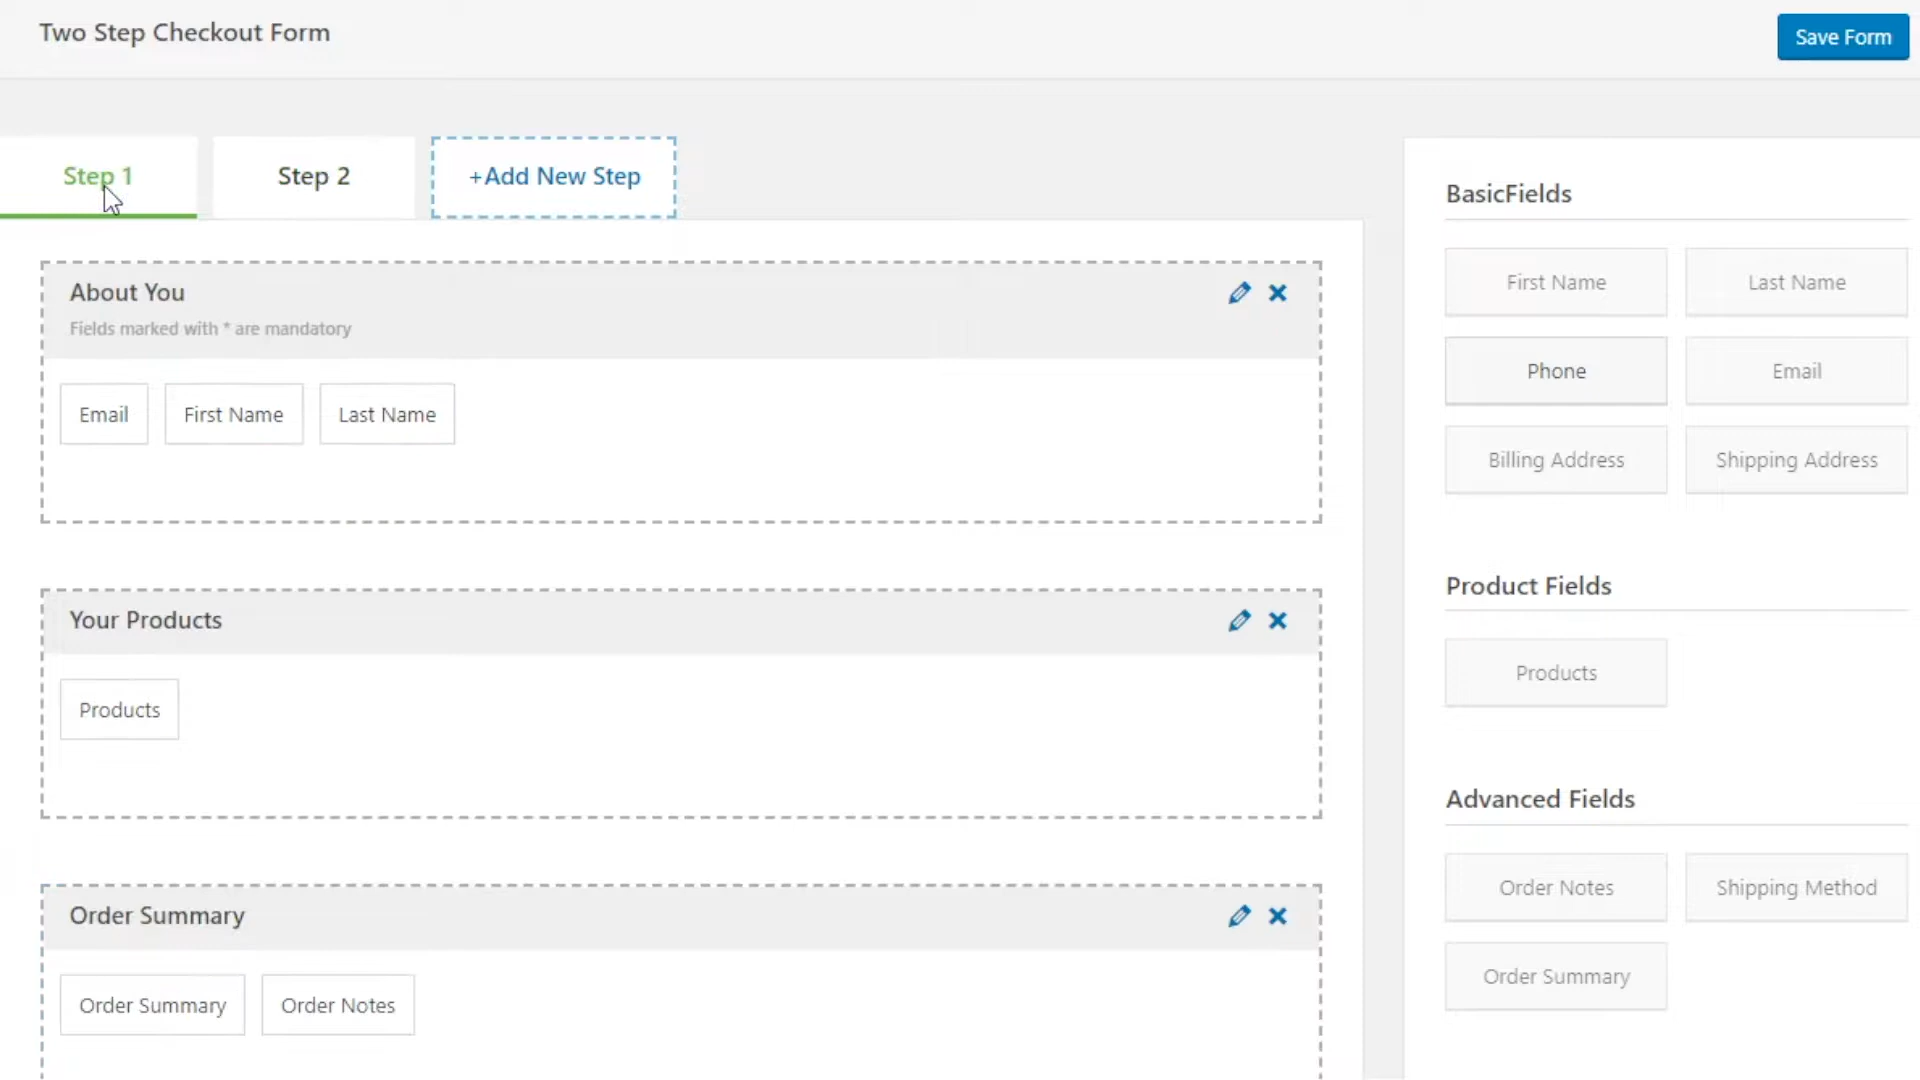 Two Step Checkout Form
Save Form
Step 1
Step 2
+Add New Step
About You
Fields marked with * are mandatory
Email
First Name
Last Name
Your Products
Products
Order Summary
Order Summary
Order Notes
BasicFields
First Name
Last Name
Phone
Email
Billing Address
Shipping Address
Product Fields
Products
Advanced Fields
Order Notes
Shipping Method
Order Summary